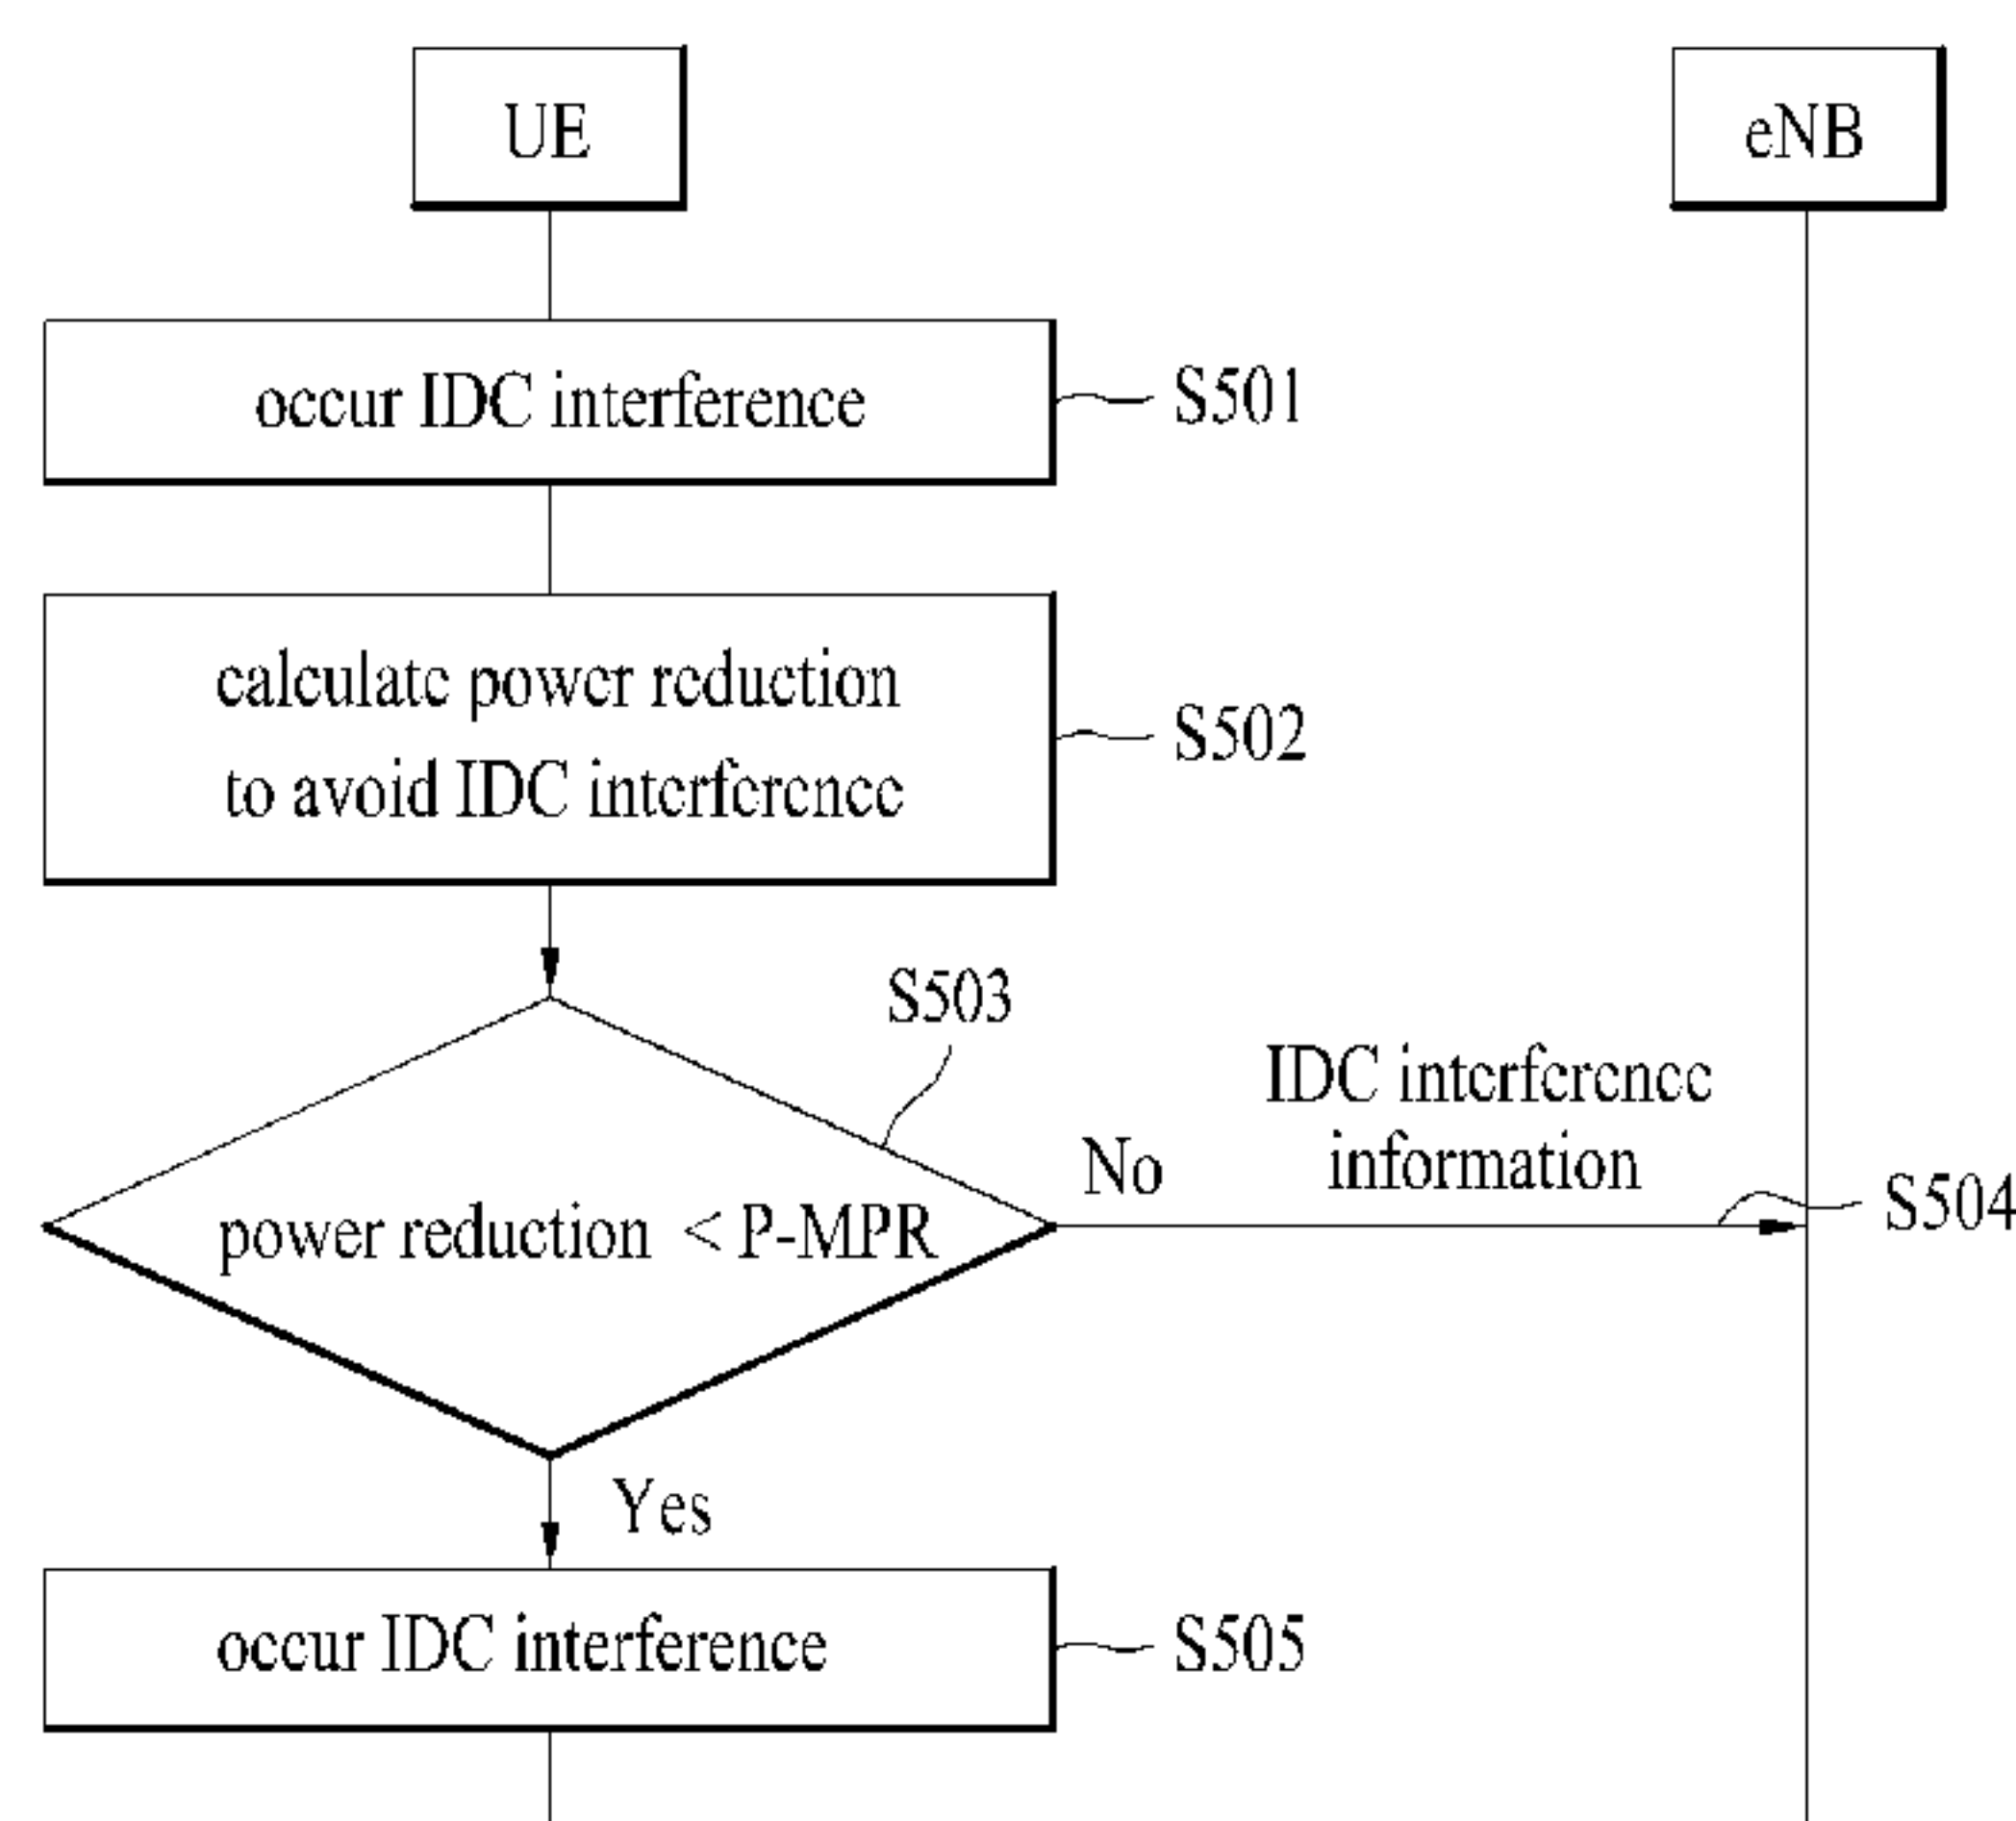 UE
eNB
occur IDC interference
S501
calculate power reduction
to avoid IDC interference
S502
S503
IDC interference
information
No
S504
power reduction < P-MPR
Yes
occur IDC interference
S505